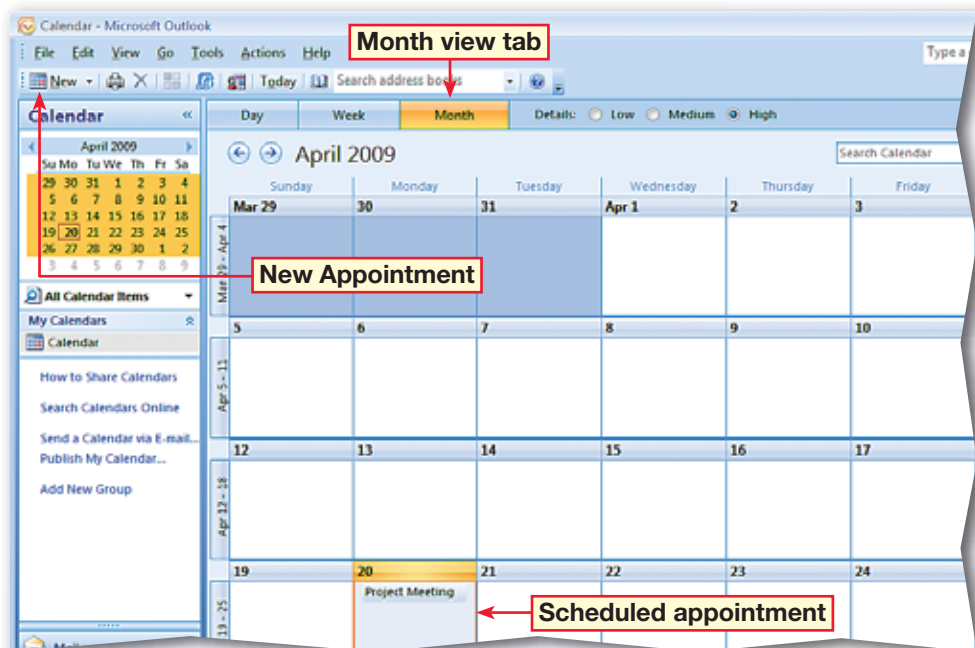 Calendar - Microsoft Outlook
File Edit View Go Tools Actions Help
Month view tab
Type a
New Today Search address books
Calendar «
Day Week Month Details: Low Medium High
April 2009
Su Mo Tu We Th Fr Sa
29 30 31 1 2 3 4
5 6 7 8 9 10 11
12 13 14 15 16 17 18
19 20 21 22 23 24 25
26 27 28 29 30 1 2
3 4 5 6 7 8 9
April 2009
Search Calendar
Sunday Monday Tuesday Wednesday Thursday Friday
Mar 29 30 31 Apr 1 2 3
Mar 29 - Apr 4
New Appointment
All Calendar Items
My Calendars
Calendar
How to Share Calendars
Search Calendars Online
Send a Calendar via E-mail...
Publish My Calendar...
Add New Group
5 6 7 8 9 10
Apr 5 - 11
12 13 14 15 16 17
Apr 12 - 18
19 20 21 22 23 24
19 - 25
Project Meeting
Scheduled appointment